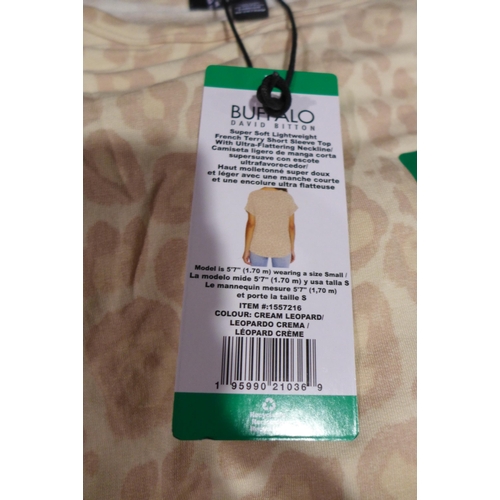 BUFFALO
DAVID BITTON
Super Soft Lightweight
French Terry Short Sleeve Top
With Ultra-Flattering Neckline/
Camiseta ligero de manga corta
supersuave con escote
ultrafavorecedor/
Haut molletonné super doux
et léger avec une manche courte
et une encolure ultra flatteuse
Model is 5'7" (1.70 m) wearing a size Small /
La modelo mide 5'7" (1.70 m) y usa talla S
Le mannequin mesure 5'7" (1,70 m)
et porte la taille S
ITEM #:1557216
COLOUR: CREAM LEOPARD/
LEOPARDO CREMA /
LÉOPARD CRÈME
1 95990 21036 9